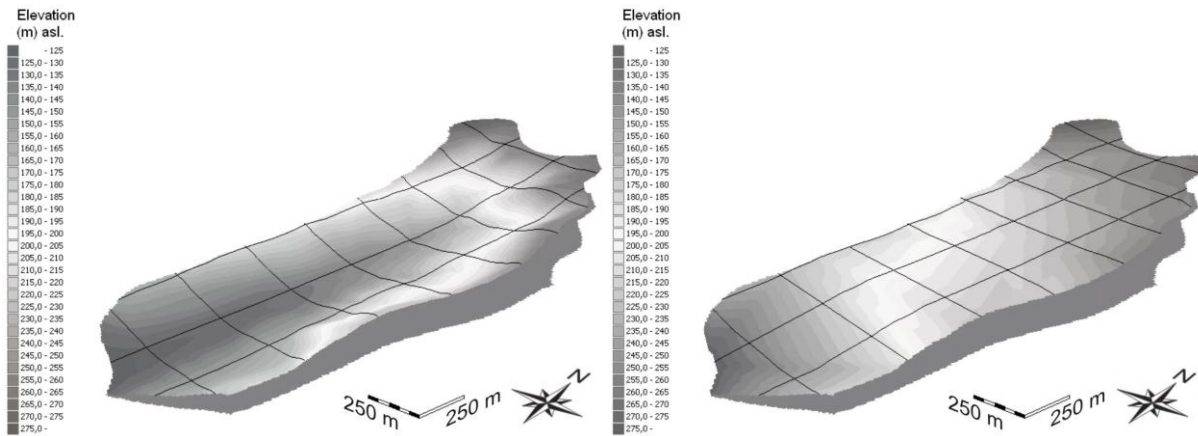 Elevation
(m) asl.
- 125
125,0 - 130
130,0 - 135
135,0 - 140
140,0 - 145
145,0 - 150
150,0 - 155
155,0 - 160
160,0 - 165
165,0 - 170
170,0 - 175
175,0 - 180
180,0 - 185
185,0 - 190
190,0 - 195
195,0 - 200
200,0 - 205
205,0 - 210
210,0 - 215
215,0 - 220
220,0 - 225
225,0 - 230
230,0 - 235
235,0 - 240
240,0 - 245
245,0 - 250
250,0 - 255
255,0 - 260
260,0 - 265
265,0 - 270
270,0 - 275
275,0 -
250 m
250 m
N
Elevation
(m) asl.
- 125
125,0 - 130
130,0 - 135
135,0 - 140
140,0 - 145
145,0 - 150
150,0 - 155
155,0 - 160
160,0 - 165
165,0 - 170
170,0 - 175
175,0 - 180
180,0 - 185
185,0 - 190
190,0 - 195
195,0 - 200
200,0 - 205
205,0 - 210
210,0 - 215
215,0 - 220
220,0 - 225
225,0 - 230
230,0 - 235
235,0 - 240
240,0 - 245
245,0 - 250
250,0 - 255
255,0 - 260
260,0 - 265
265,0 - 270
270,0 - 275
275,0 -
250 m
250 m
N